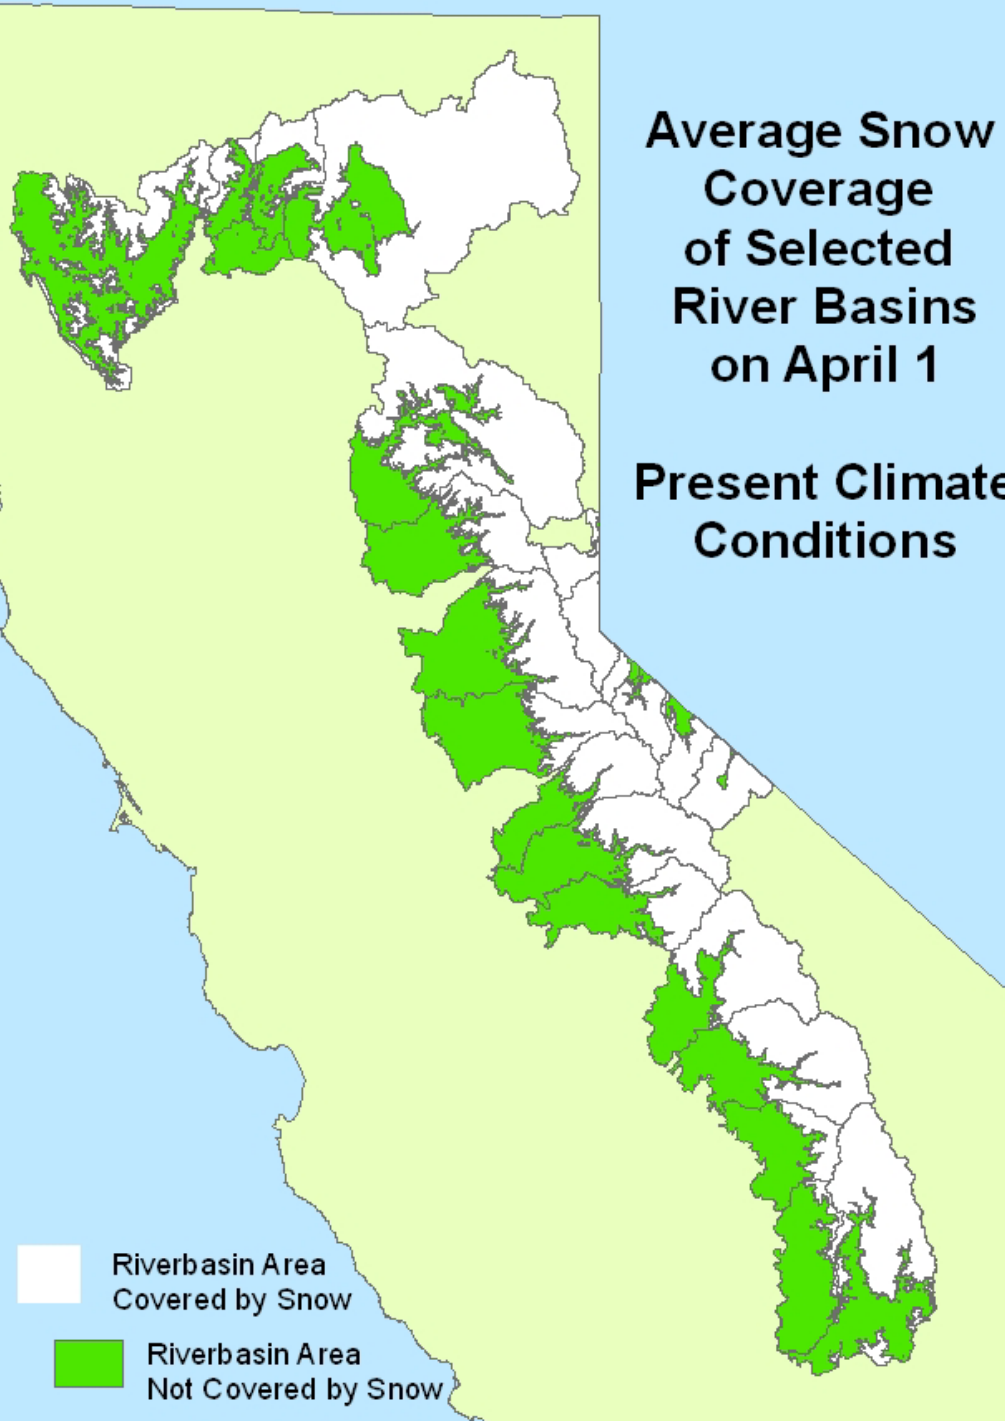 Average Snow
Coverage
of Selected
River Basins
on April 1
Present Climate
Conditions
Riverbasin Area
Covered by Snow
Riverbasin Area
Not Covered by Snow